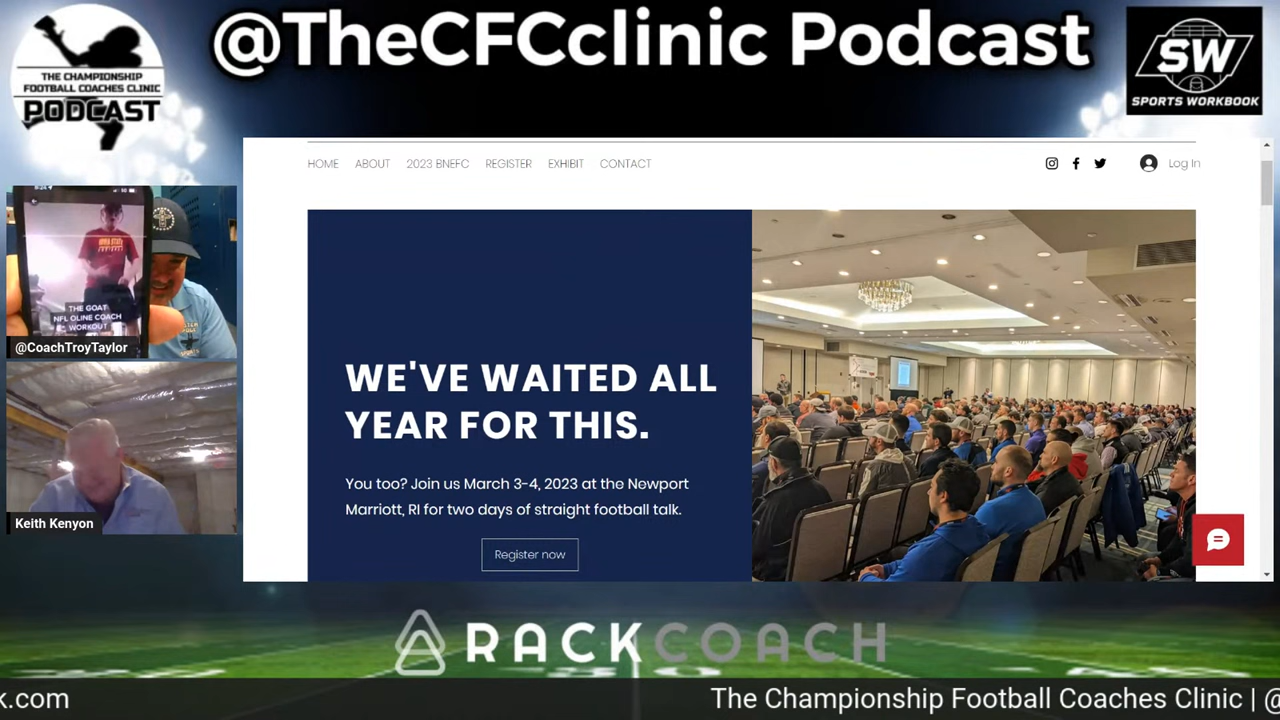 @TheCFCclinic Podcast
THE CHAMPIONSHIP
FOOTBALL COACHES CLINIC
PODCAST
SW
SPORTS WORKBOOK
HOME ABOUT 2023 BNEFC REGISTER EXHIBIT CONTACT
Log In
THE GOAT
NFL OLINE COACH
WORKOUT
@CoachTroyTaylor
Keith Kenyon
WE'VE WAITED ALL
YEAR FOR THIS.
You too? Join us March 3-4, 2023 at the Newport
Marriott, RI for two days of straight football talk.
Register now
RACKCOACH
k.com The Championship Football Coaches Clinic | @